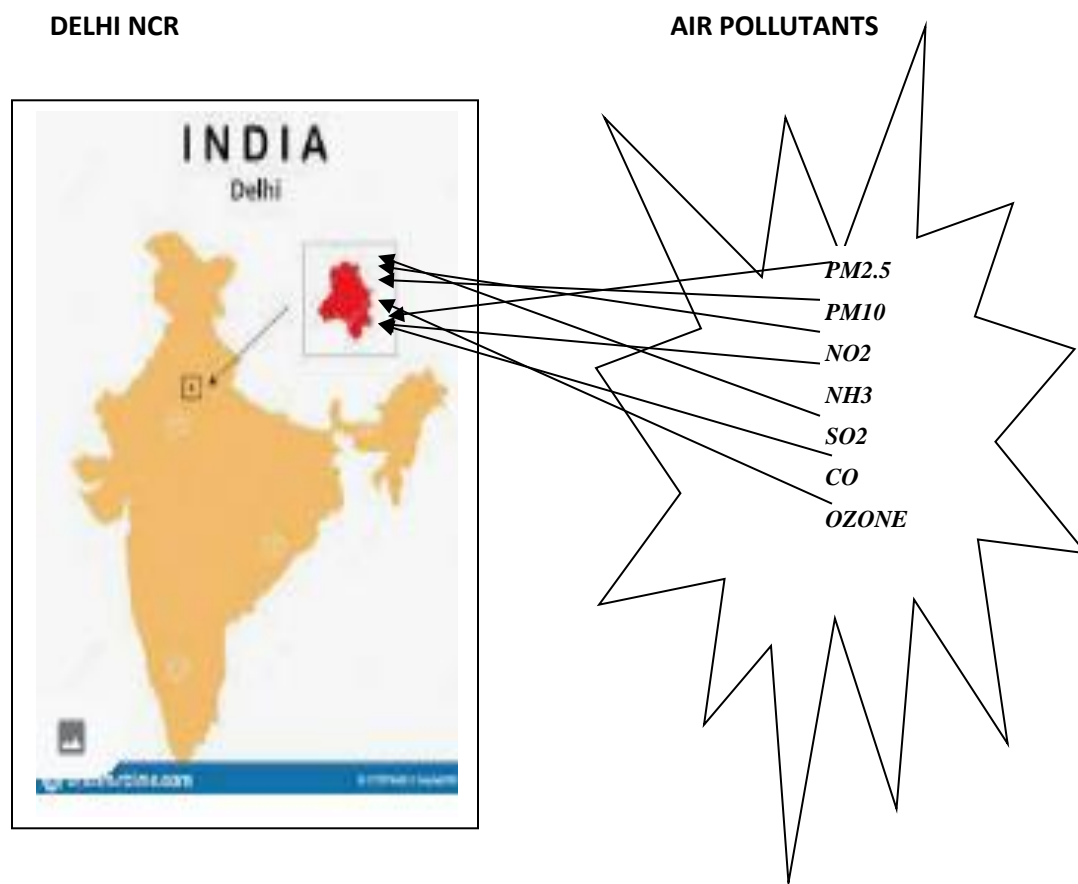 DELHI NCR
AIR POLLUTANTS
INDIA
Delhi
PM2.5
PM10
NO2
NH3
SO2
CO
OZONE